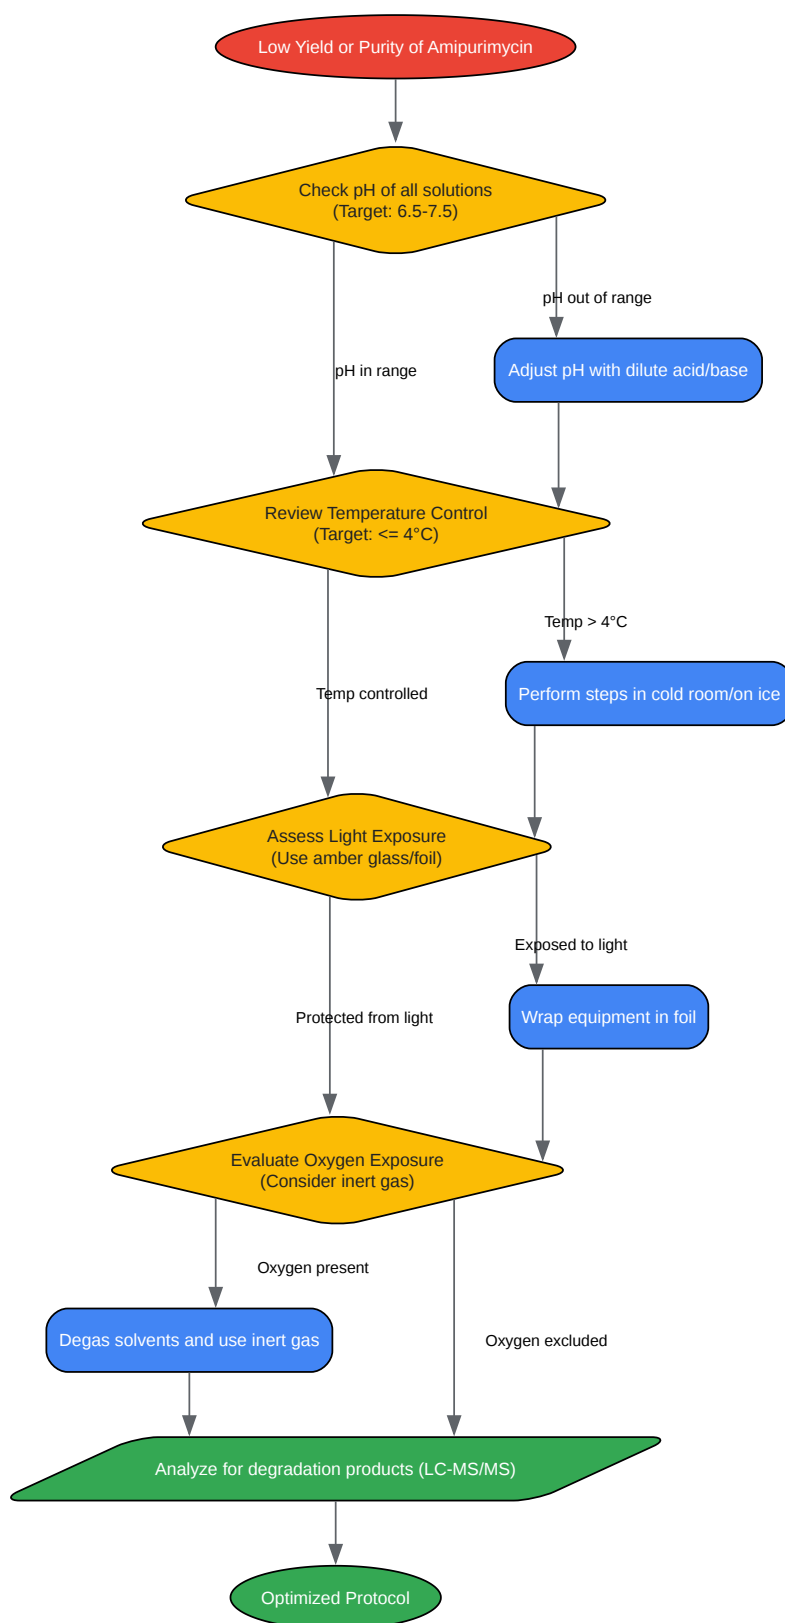 Low Yield or Purity of Amipurimycin
Check pH of all solutions
(Target: 6.5-7.5)
pH out of range
pH in range
Adjust pH with dilute acid/base
Review Temperature Control
(Target: <= 4°C)
Temp > 4°C
Temp controlled
Perform steps in cold room/on ice
Assess Light Exposure
(Use amber glass/foil)
Exposed to light
Protected from light
Wrap equipment in foil
Evaluate Oxygen Exposure
(Consider inert gas)
Oxygen present
Degas solvents and use inert gas
Oxygen excluded
Analyze for degradation products (LC-MS/MS)
Optimized Protocol